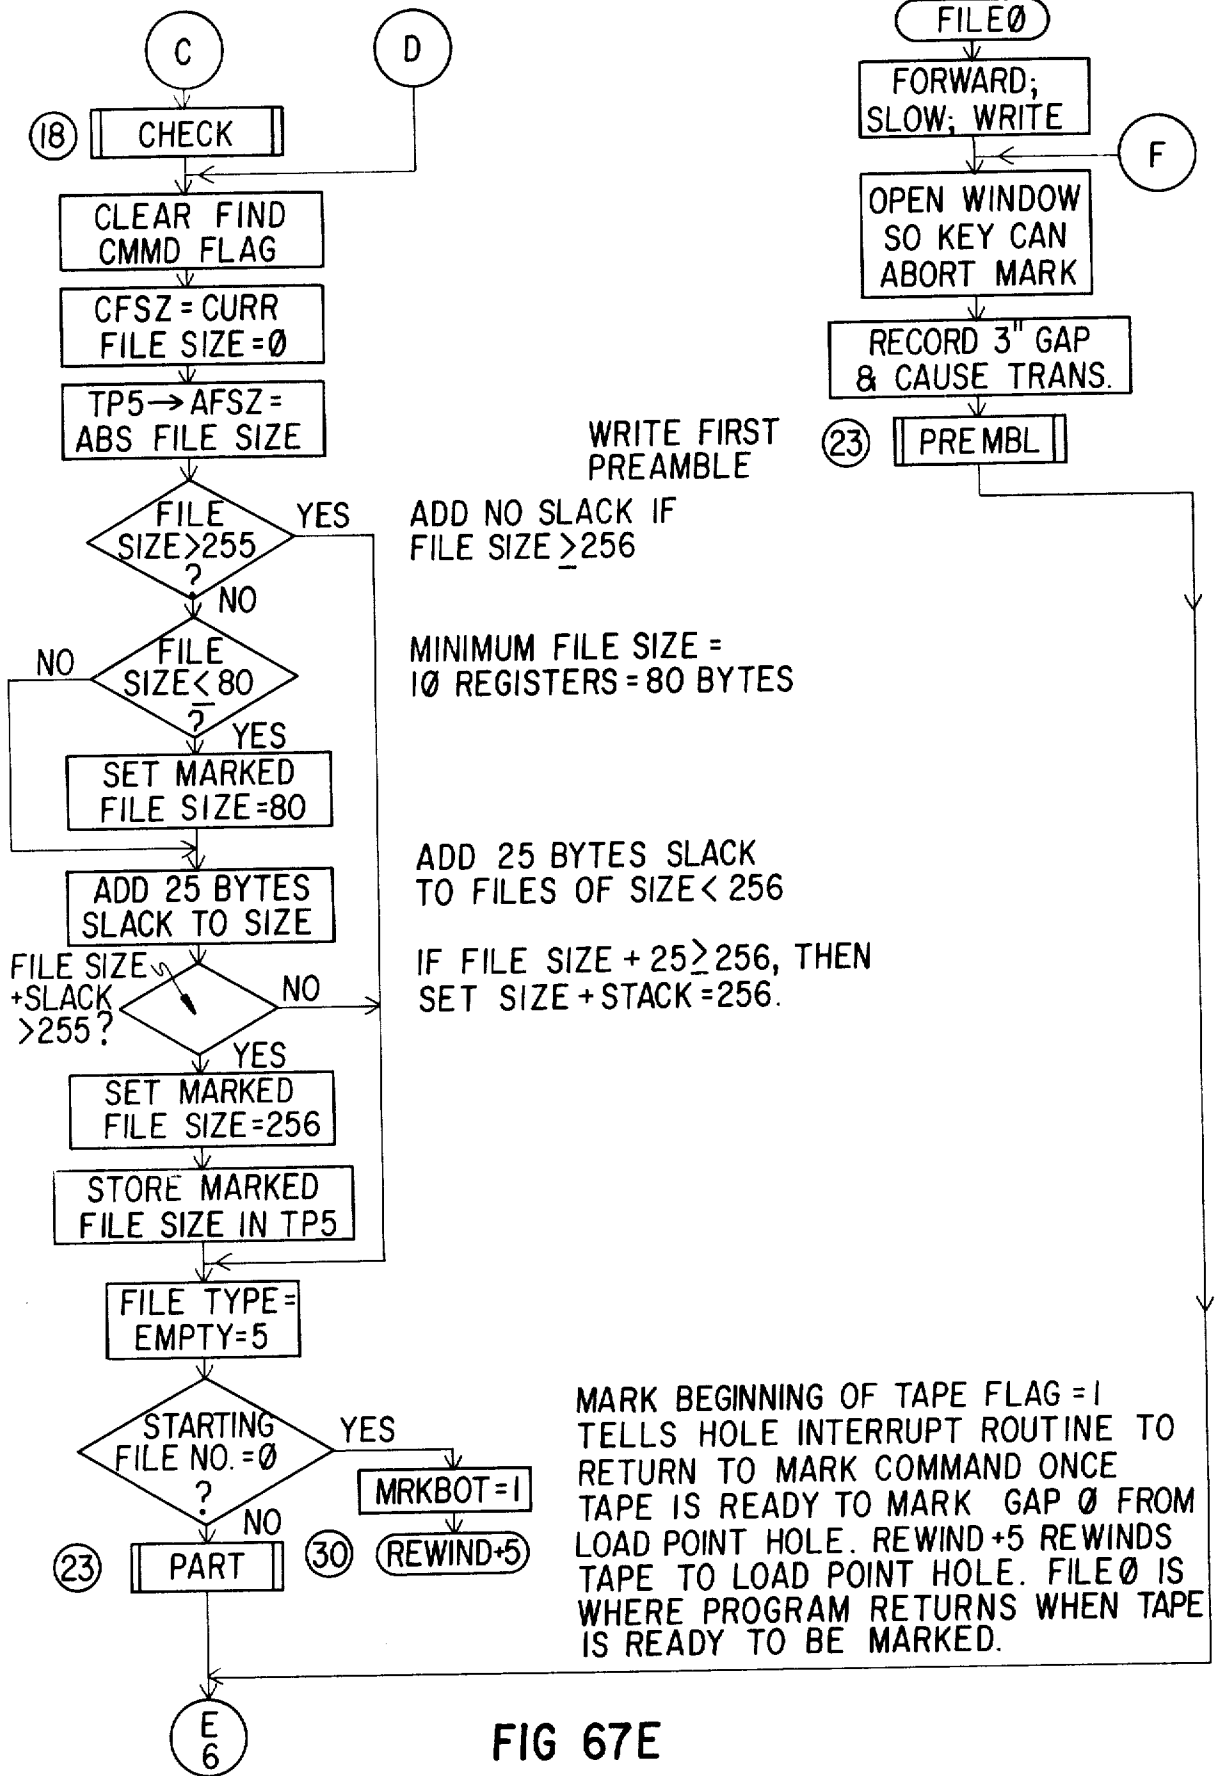 C
D
18
CHECK
CLEAR FIND
CMMD FLAG
CFSZ = CURR
FILE SIZE = Ø
TP5→AFSZ =
ABS FILE SIZE
FILE
SIZE>255
?
YES
NO
ADD NO SLACK IF
FILE SIZE ≥256
FILE
SIZE≤80
?
NO
YES
MINIMUM FILE SIZE =
1Ø REGISTERS = 80 BYTES
SET MARKED
FILE SIZE=80
ADD 25 BYTES
SLACK TO SIZE
ADD 25 BYTES SLACK
TO FILES OF SIZE< 256
FILE SIZE
+SLACK
>255?
NO
YES
IF FILE SIZE + 25≥256, THEN
SET SIZE + STACK =256.
SET MARKED
FILE SIZE=256
STORE MARKED
FILE SIZE IN TP5
FILE TYPE=
EMPTY=5
STARTING
FILE NO.=Ø
?
YES
NO
MRKBOT=1
30
REWIND+5
23
PART
E
6
FILEØ
FORWARD;
SLOW; WRITE
F
OPEN WINDOW
SO KEY CAN
ABORT MARK
RECORD 3" GAP
& CAUSE TRANS.
WRITE FIRST
PREAMBLE
23
PREMBL
MARK BEGINNING OF TAPE FLAG = 1
TELLS HOLE INTERRUPT ROUTINE TO
RETURN TO MARK COMMAND ONCE
TAPE IS READY TO MARK GAP Ø FROM
LOAD POINT HOLE. REWIND +5 REWINDS
TAPE TO LOAD POINT HOLE. FILEØ IS
WHERE PROGRAM RETURNS WHEN TAPE
IS READY TO BE MARKED.
FIG 67E